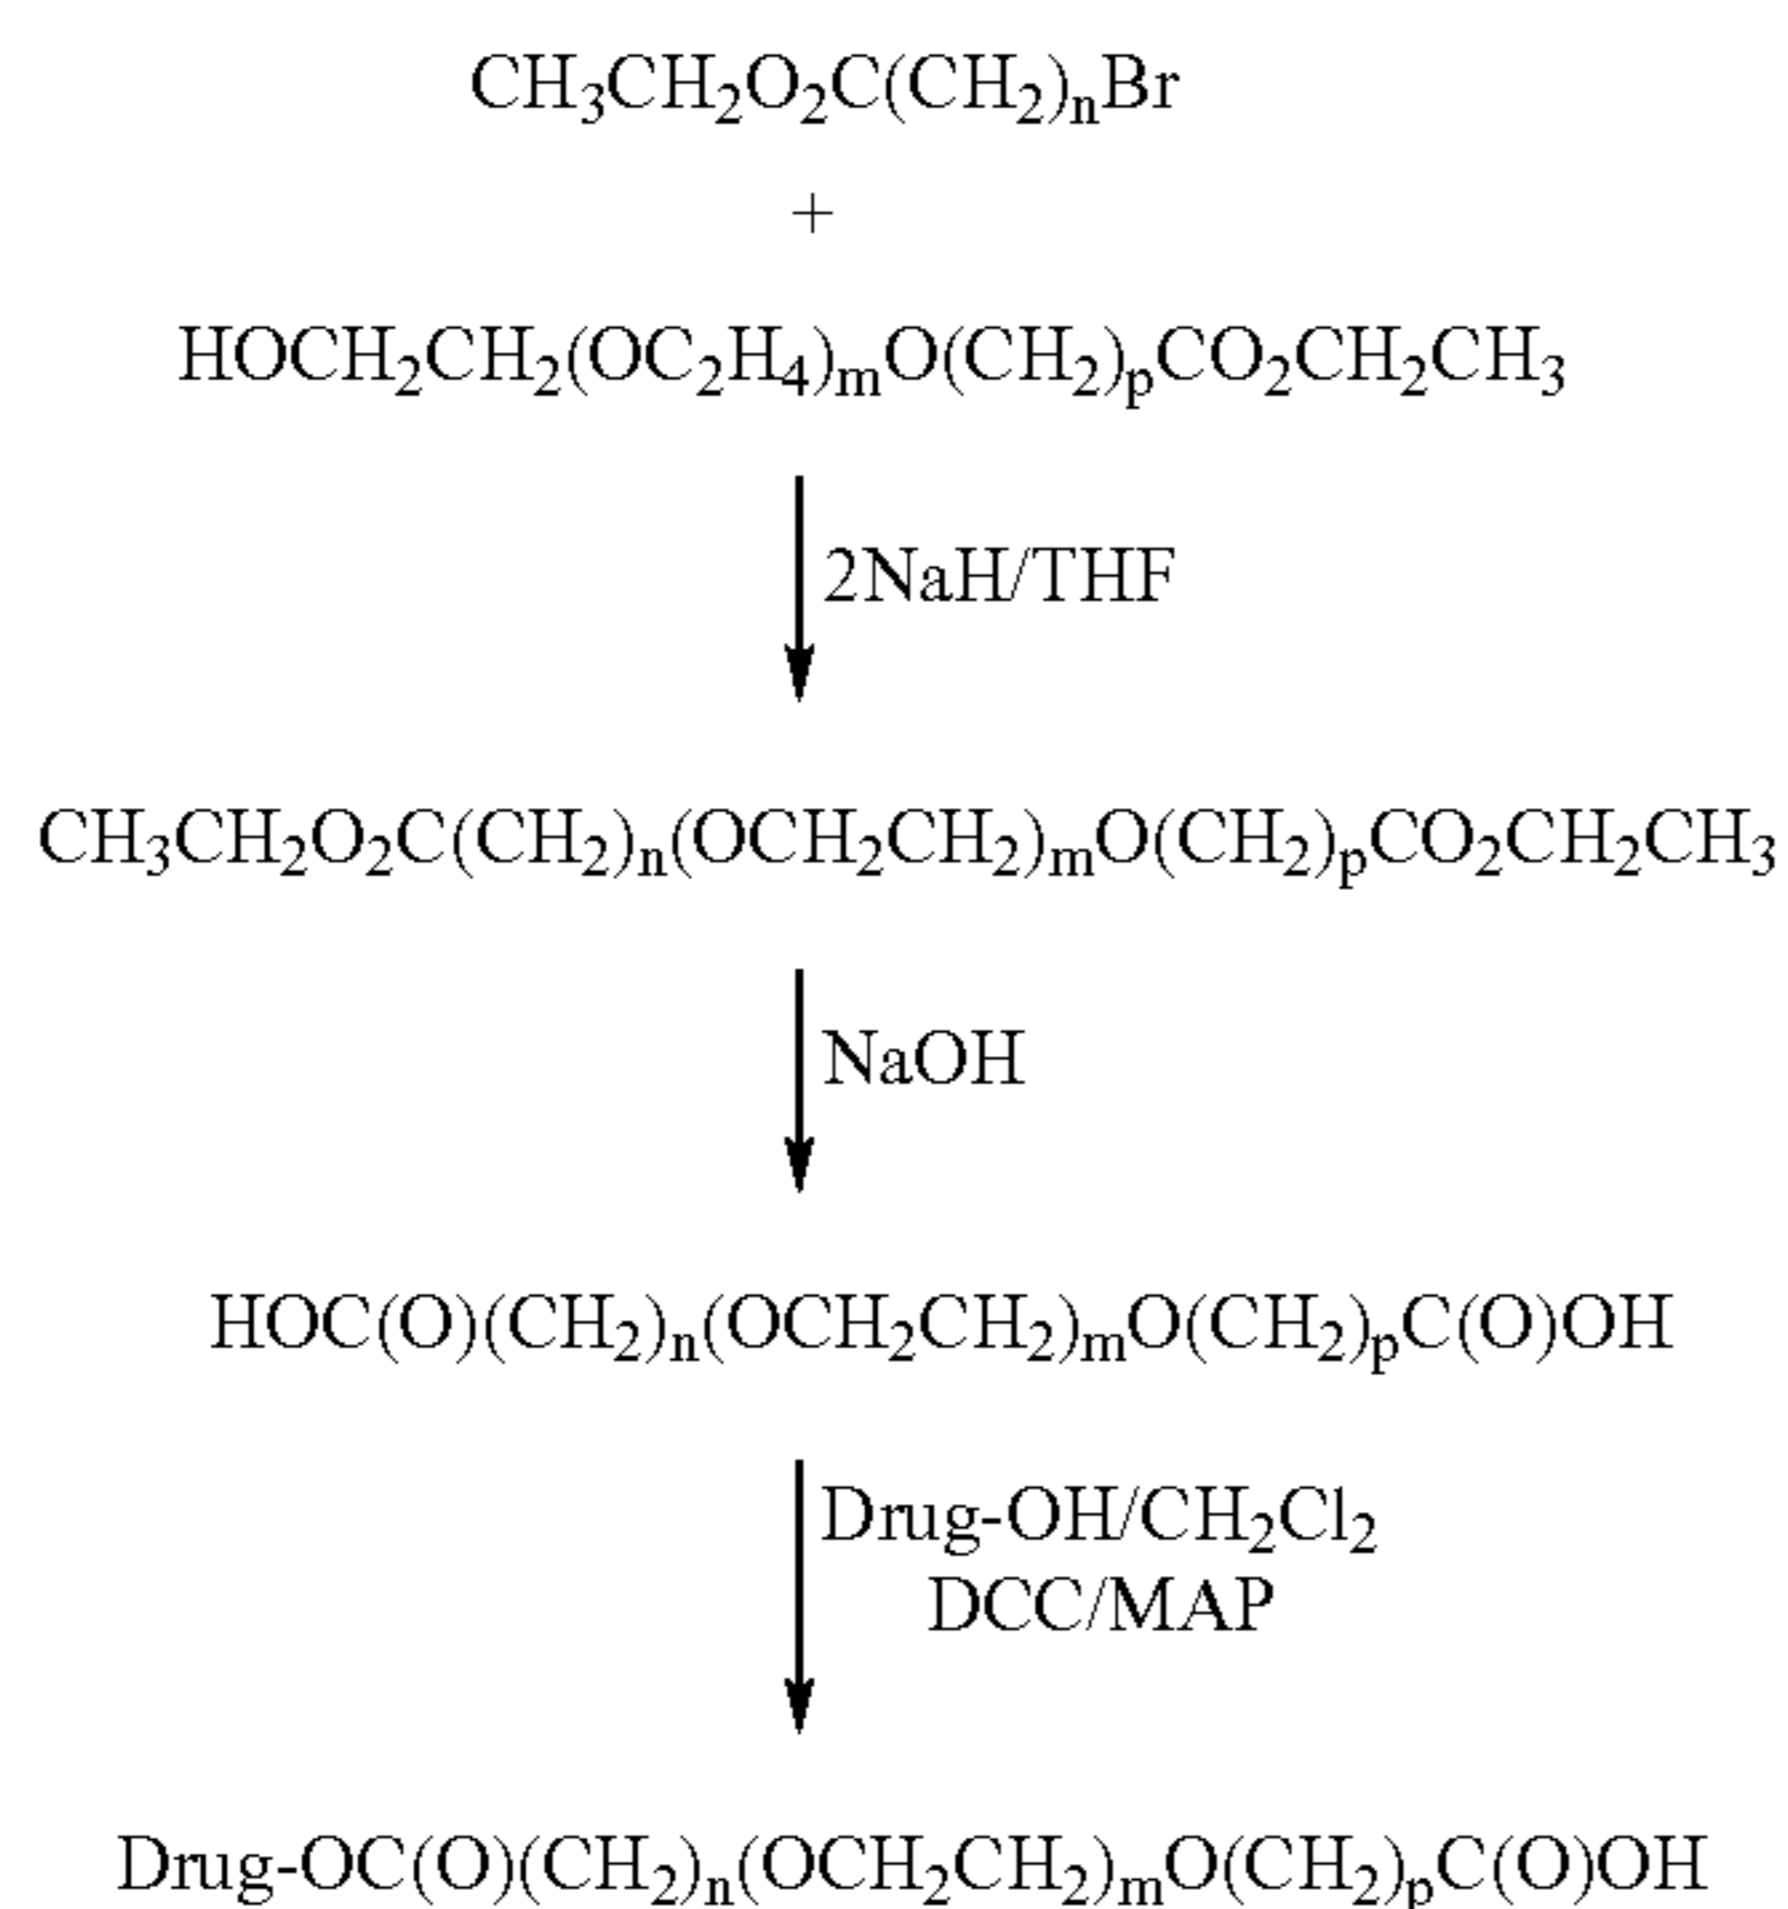 CH₃CH₂O₂C(CH₂)ₙBr
+
HOCH₂CH₂(OC₂H₄)ₘO(CH₂)ₚCO₂CH₂CH₃
2NaH/THF
CH₃CH₂O₂C(CH₂)ₙ(OCH₂CH₂)ₘO(CH₂)ₚCO₂CH₂CH₃
NaOH
HOC(O)(CH₂)ₙ(OCH₂CH₂)ₘO(CH₂)ₚC(O)OH
Drug-OH/CH₂Cl₂
DCC/MAP
Drug-OC(O)(CH₂)ₙ(OCH₂CH₂)ₘO(CH₂)ₚC(O)OH